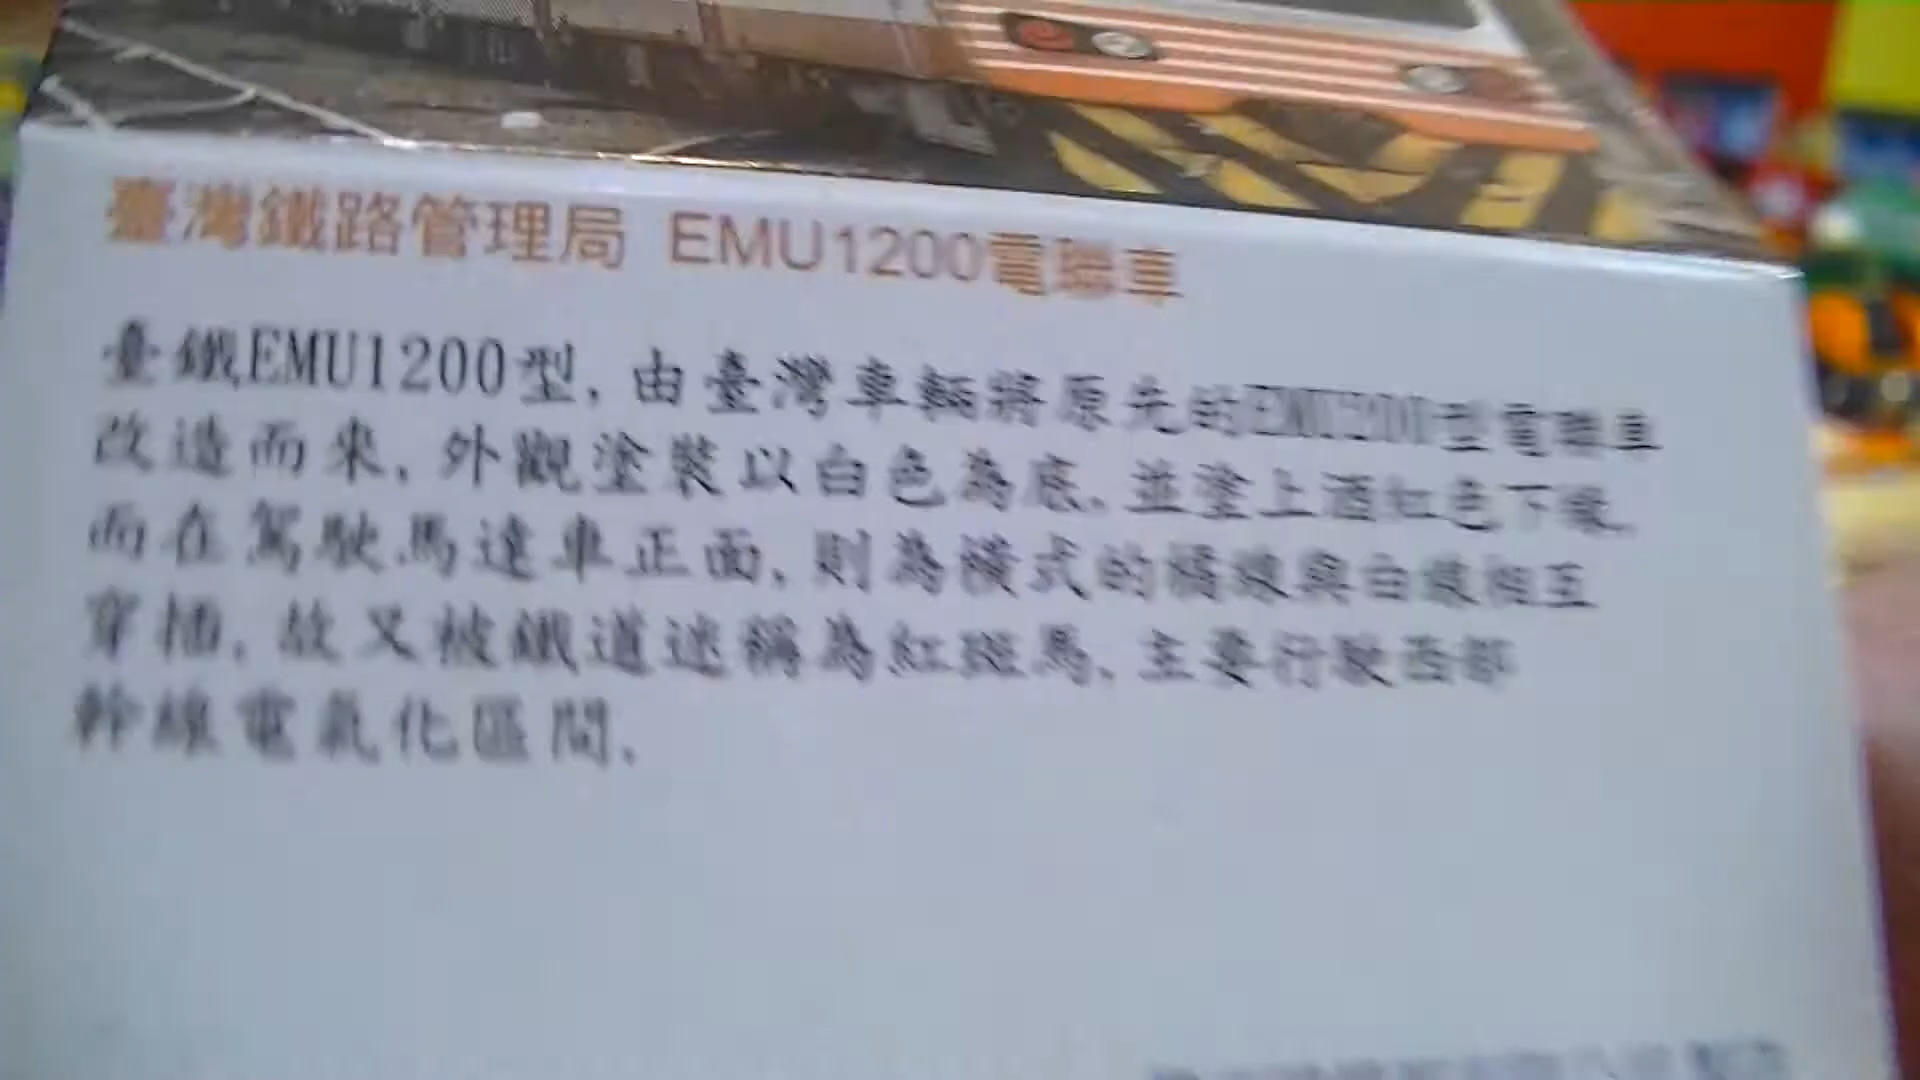 臺灣鐵路管理局 EMU1200電聯車
臺鐵EMU1200型, 由臺灣車輛將原先的EMU200型電聯車
改造而來, 外觀塗裝以白色為底, 並塗上酒紅色下緣,
而在駕駛馬達車正面, 則為橫式的橘線與白線相互
穿插, 故又被鐵道迷稱為紅斑馬, 主要行駛西部
幹線電氣化區間.